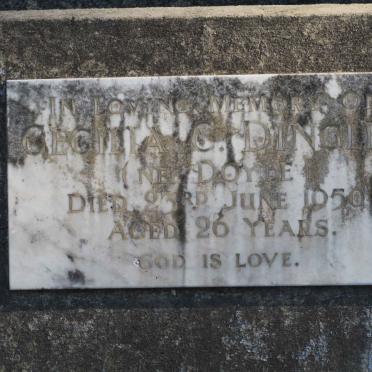 IN LOVING MEMORY OF
CECILIA C. DINGLE
(NEE DOYLE)
DIED 23RD JUNE 1950
AGED 26 YEARS.
GOD IS LOVE.